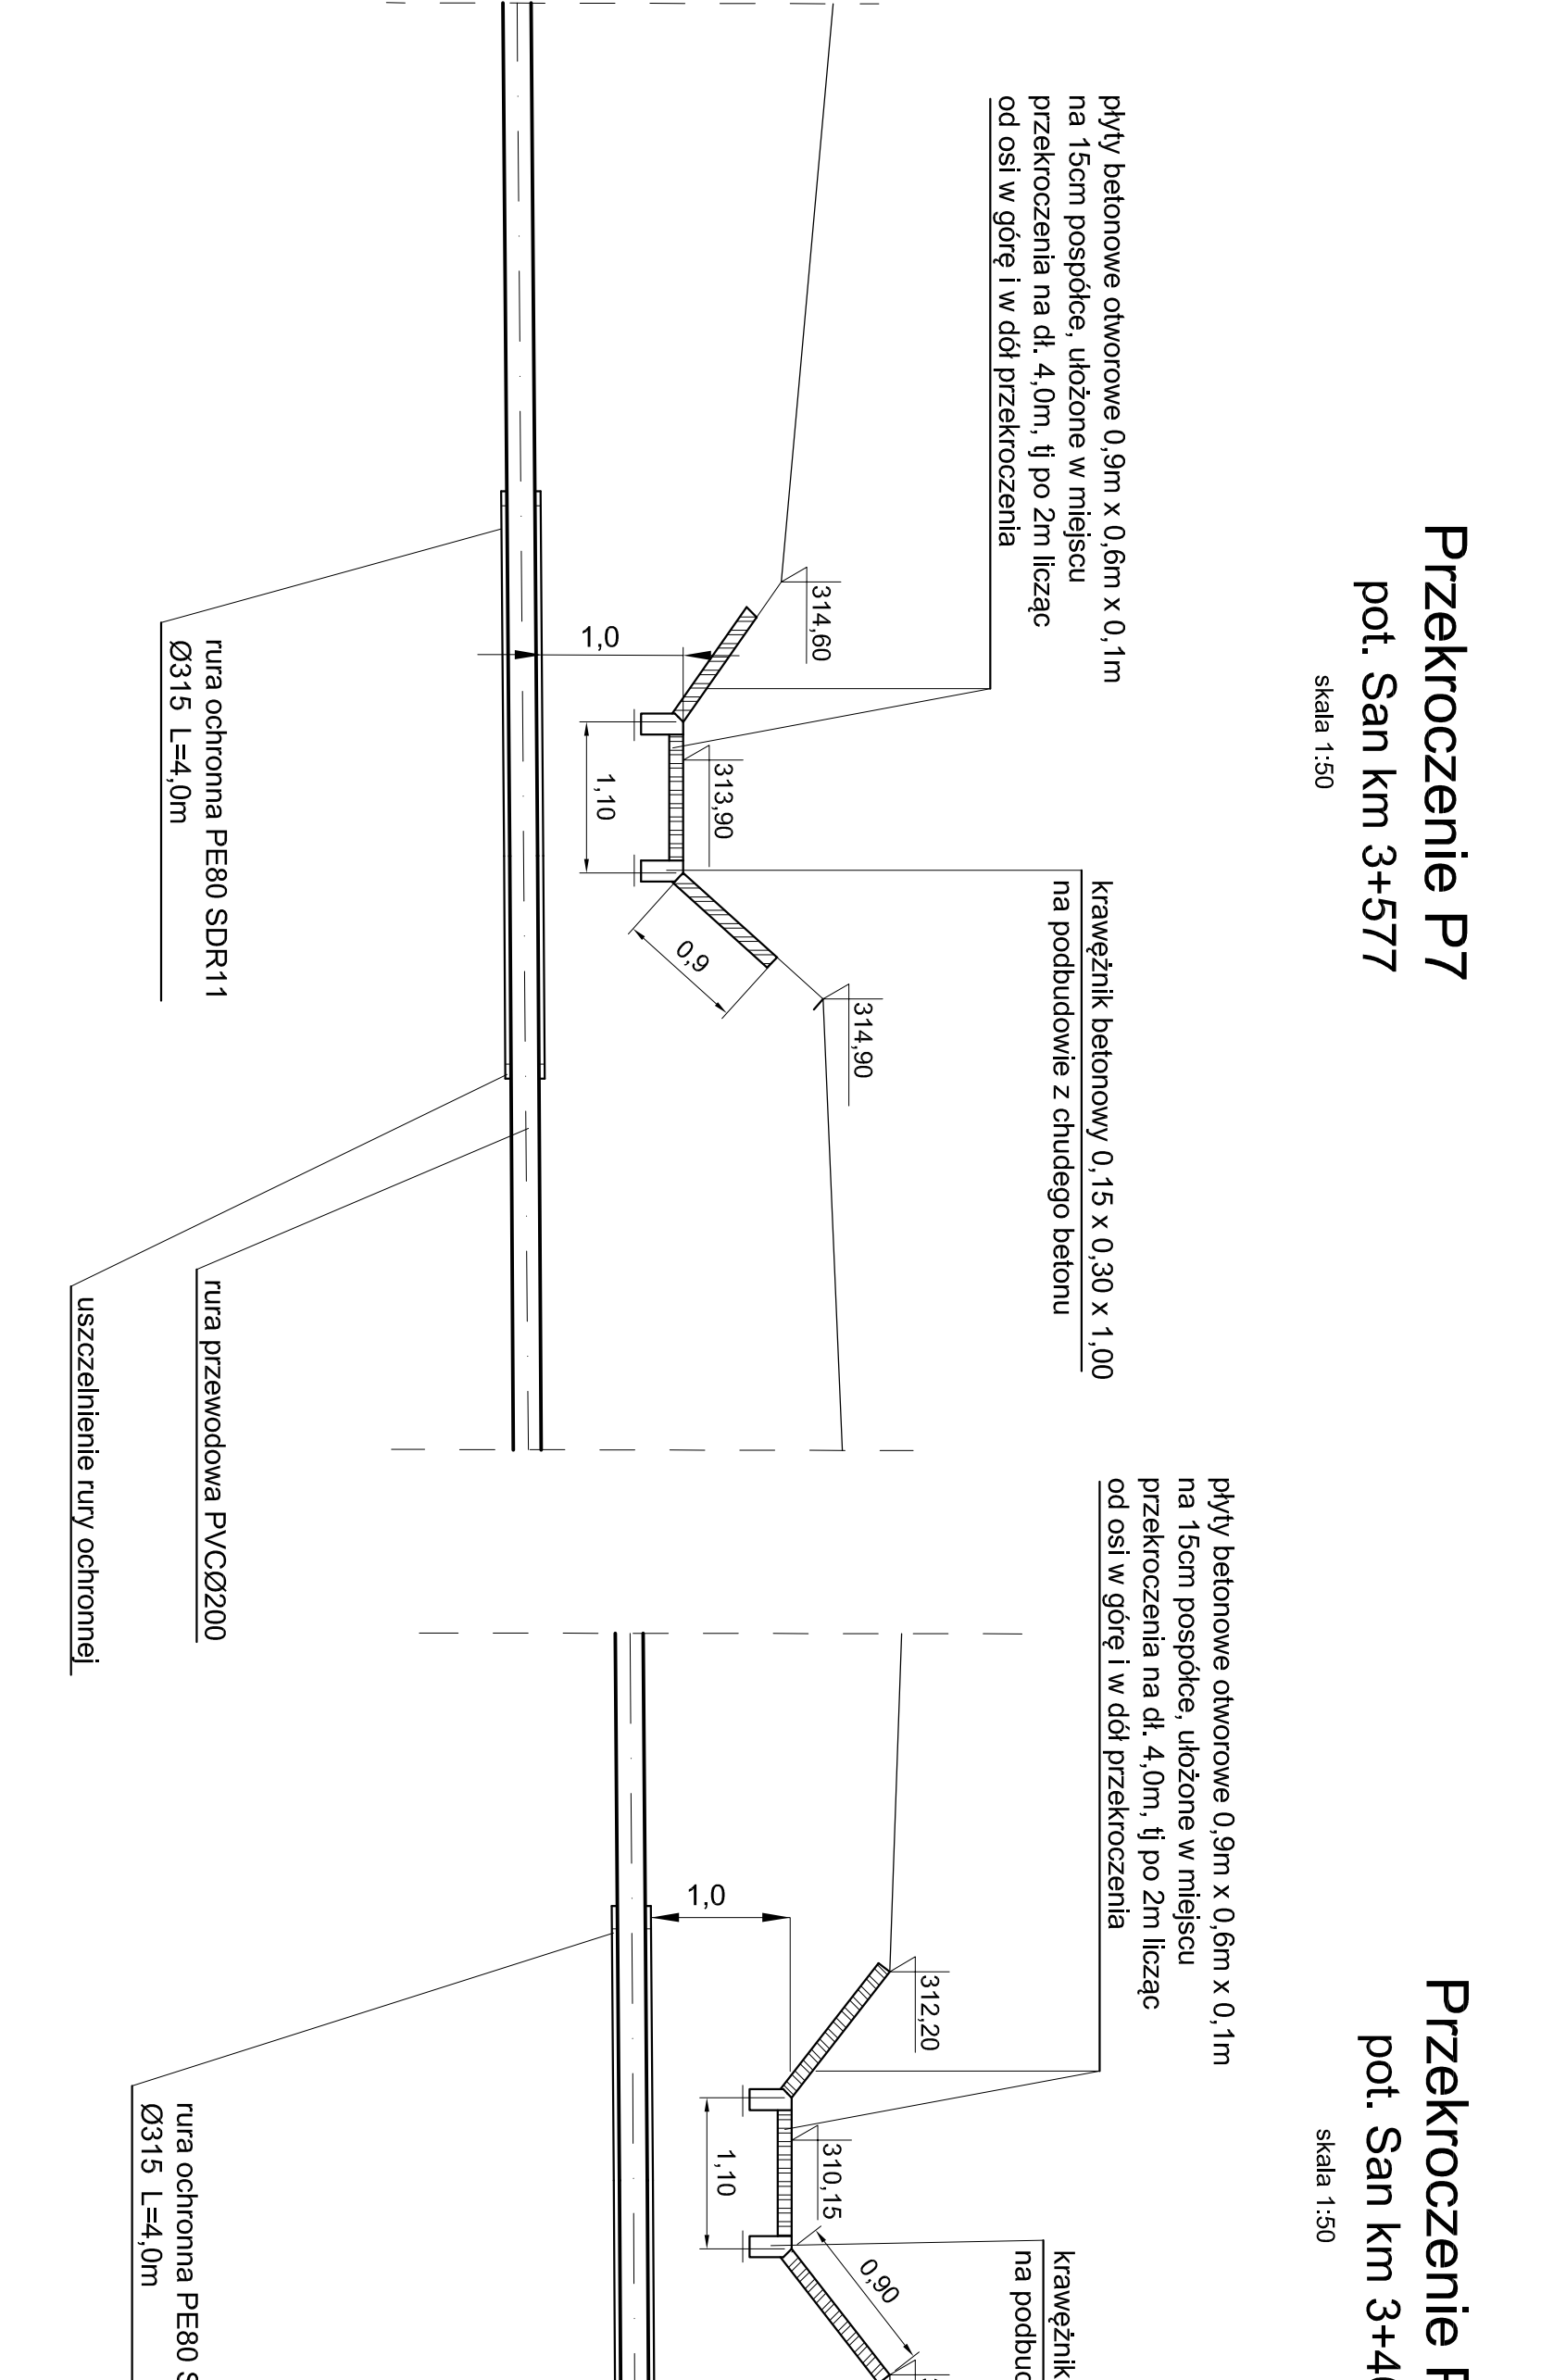 Przekroczenie P7
pot. San km 3+577
skala 1:50
płyty betonowe otworowe 0,9m x 0,6m x 0,1m
na 15cm pospółce, ułożone w miejscu
przekroczenia na dł. 4,0m, tj po 2m licząc
od osi w górę i w dół przekroczenia
krawężnik betonowy 0,15 x 0,30 x 1,00
na podbudowie z chudego betonu
314,60
313,90
314,90
1,0
1,10
0,9
rura ochronna PE80 SDR11
Ø315 L=4,0m
rura przewodowa PVCØ200
uszczelnienie rury ochronnej
Przekroczenie
pot. San km
skala 1:50
płyty betonowe otworowe 0,9m x 0,6m x 0,1m
na 15cm pospółce, ułożone w miejscu
przekroczenia na dł. 4,0m, tj po 2m licząc
od osi w górę i w dół przekroczenia
krawężnik
na
312,20
310,15
1,0
1,10
0,90
rura ochronna PE80
Ø315 L=4,0m